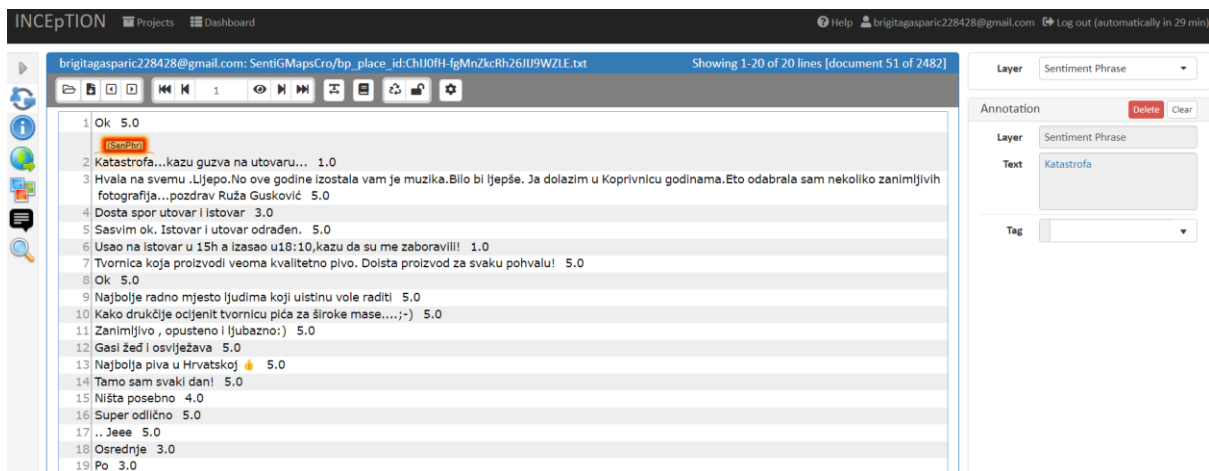 INCEpTION Projects Dashboard Help brigitagasparic228428@gmail.com Log out (automatically in 29 min)
brigitagasparic228428@gmail.com: SentiGMapsCro/bp_place_id:ChIJ0fH-fgMnZkcRh26JIJ9WZLE.txt Showing 1-20 of 20 lines [document 51 of 2482]
1
Layer Sentiment Phrase
Annotation Delete Clear
Layer Sentiment Phrase
Text Katastrofa
Tag
1 Ok 5.0
(SenPhr)
2 Katastrofa...kazu guzva na utovaru... 1.0
3 Hvala na svemu .LIjepo.No ove godine izostala vam je muzika.Bilo bi ljepše. Ja dolazim u Koprivnicu godinama.Eto odabrala sam nekoliko zanimljivih
fotografija...pozdrav Ruža Gusković 5.0
4 Dosta spor utovar i istovar 3.0
5 Sasvim ok. Istovar i utovar odrađen. 5.0
6 Usao na istovar u 15h a izasao u18:10,kazu da su me zaboravili! 1.0
7 Tvornica koja proizvodi veoma kvalitetno pivo. Doista proizvod za svaku pohvalu! 5.0
8 Ok 5.0
9 Najbolje radno mjesto ljudima koji uistinu vole raditi 5.0
10 Kako drukčije ocijenit tvornicu pića za široke mase....;-) 5.0
11 Zanimljivo , opusteno i ljubazno:) 5.0
12 Gasi žeđ i osvježava 5.0
13 Najbolja piva u Hrvatskoj 👍 5.0
14 Tamo sam svaki dan! 5.0
15 Ništa posebno 4.0
16 Super odlično 5.0
17 .. Jeee 5.0
18 Osrednje 3.0
19 Po 3.0